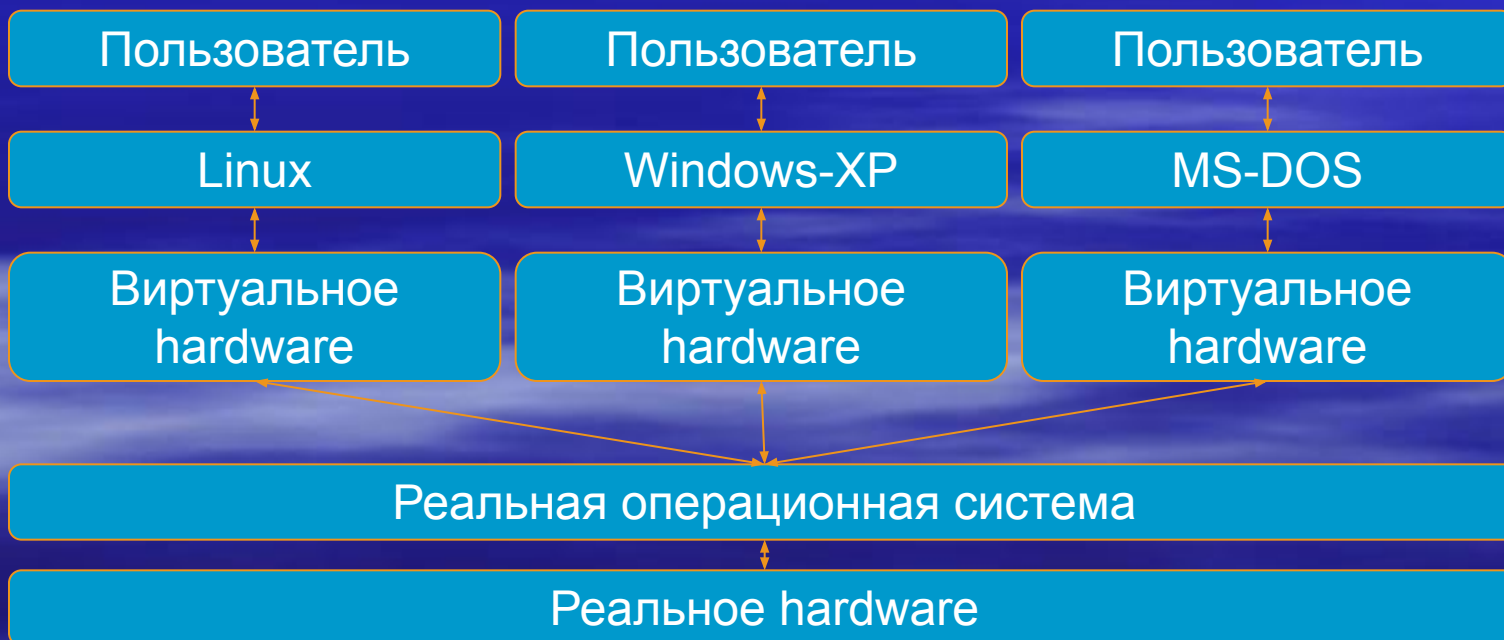 Пользователь
Пользователь
Пользователь
Linux
Windows-XP
MS-DOS
Виртуальное
hardware
Виртуальное
hardware
Виртуальное
hardware
Реальная операционная система
Реальное hardware